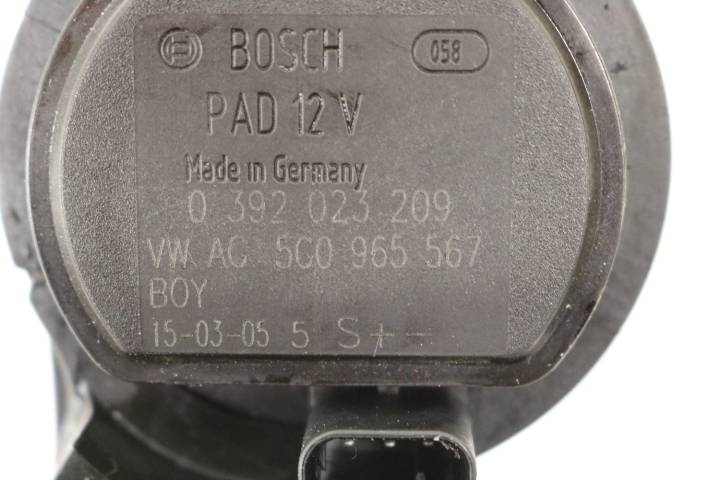 BOSCH 058
PAD 12 V
Made in Germany
0 392 023 209
VW AG 5C0 965 567
BOY
15-03-05 5 S + -